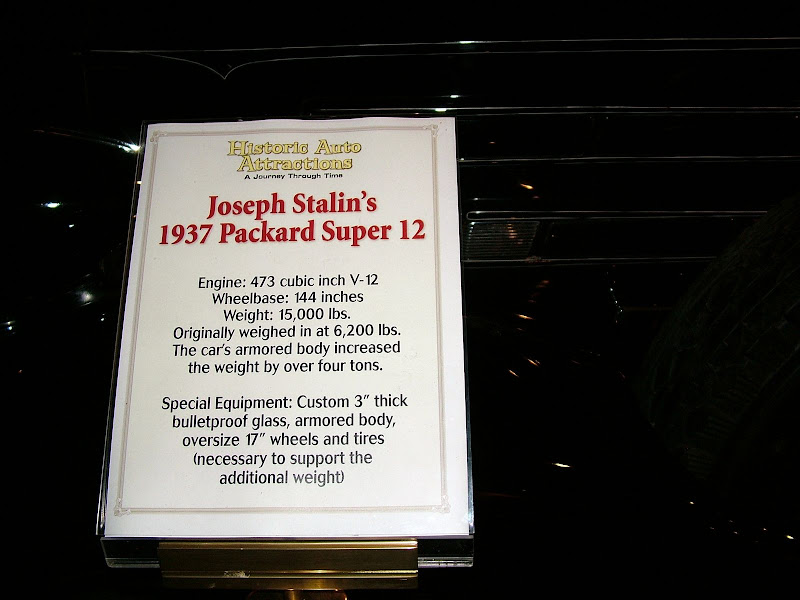 Historic Auto
Attractions
A Journey Through Time
Joseph Stalin's
1937 Packard Super 12
Engine: 473 cubic inch V-12
Wheelbase: 144 inches
Weight: 15,000 lbs.
Originally weighed in at 6,200 lbs.
The car's armored body increased
the weight by over four tons.
Special Equipment: Custom 3” thick
bulletproof glass, armored body,
oversize 17” wheels and tires
(necessary to support the
additional weight)